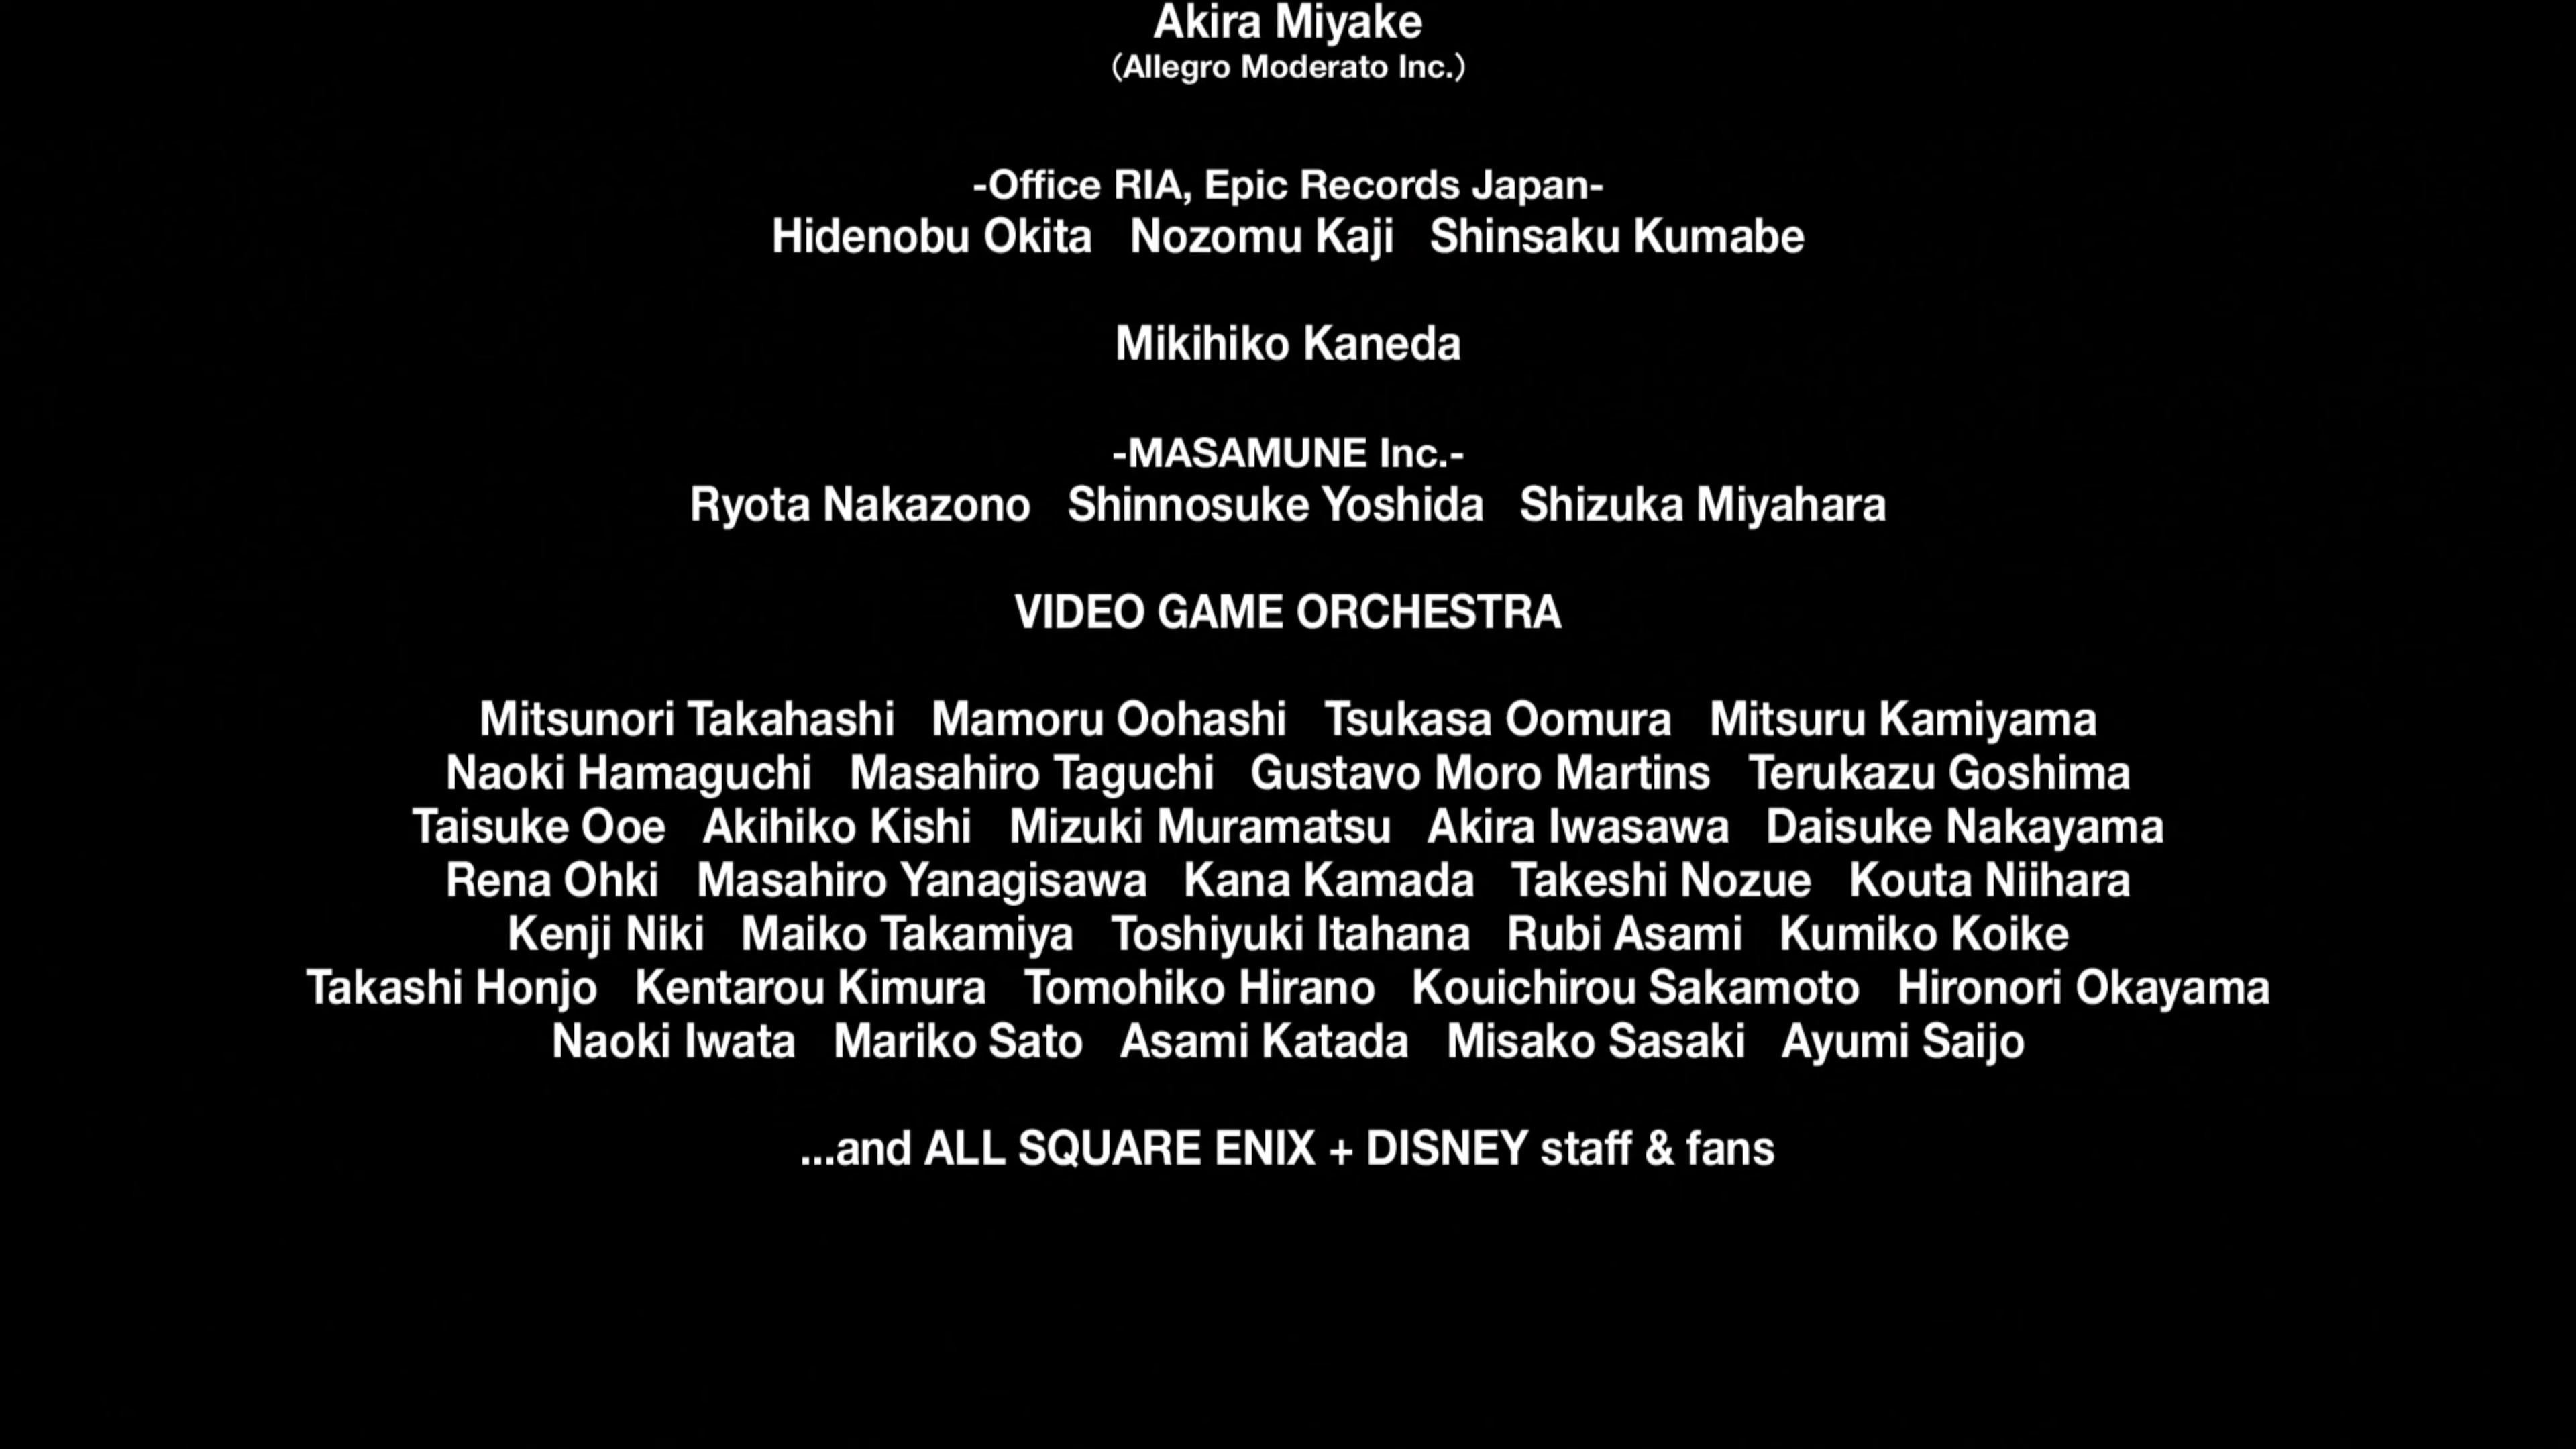 Akira Miyake
(Allegro Moderato Inc.)
-Office RIA, Epic Records Japan-
Hidenobu Okita Nozomu Kaji Shinsaku Kumabe
Mikihiko Kaneda
-MASAMUNE Inc.-
Ryota Nakazono Shinnosuke Yoshida Shizuka Miyahara
VIDEO GAME ORCHESTRA
Mitsunori Takahashi Mamoru Oohashi Tsukasa Oomura Mitsuru Kamiyama
Naoki Hamaguchi Masahiro Taguchi Gustavo Moro Martins Terukazu Goshima
Taisuke Ooe Akihiko Kishi Mizuki Muramatsu Akira Iwasawa Daisuke Nakayama
Rena Ohki Masahiro Yanagisawa Kana Kamada Takeshi Nozue Kouta Niihara
Kenji Niki Maiko Takamiya Toshiyuki Itahana Rubi Asami Kumiko Koike
Takashi Honjo Kentarou Kimura Tomohiko Hirano Kouichirou Sakamoto Hironori Okayama
Naoki Iwata Mariko Sato Asami Katada Misako Sasaki Ayumi Saijo
...and ALL SQUARE ENIX + DISNEY staff & fans